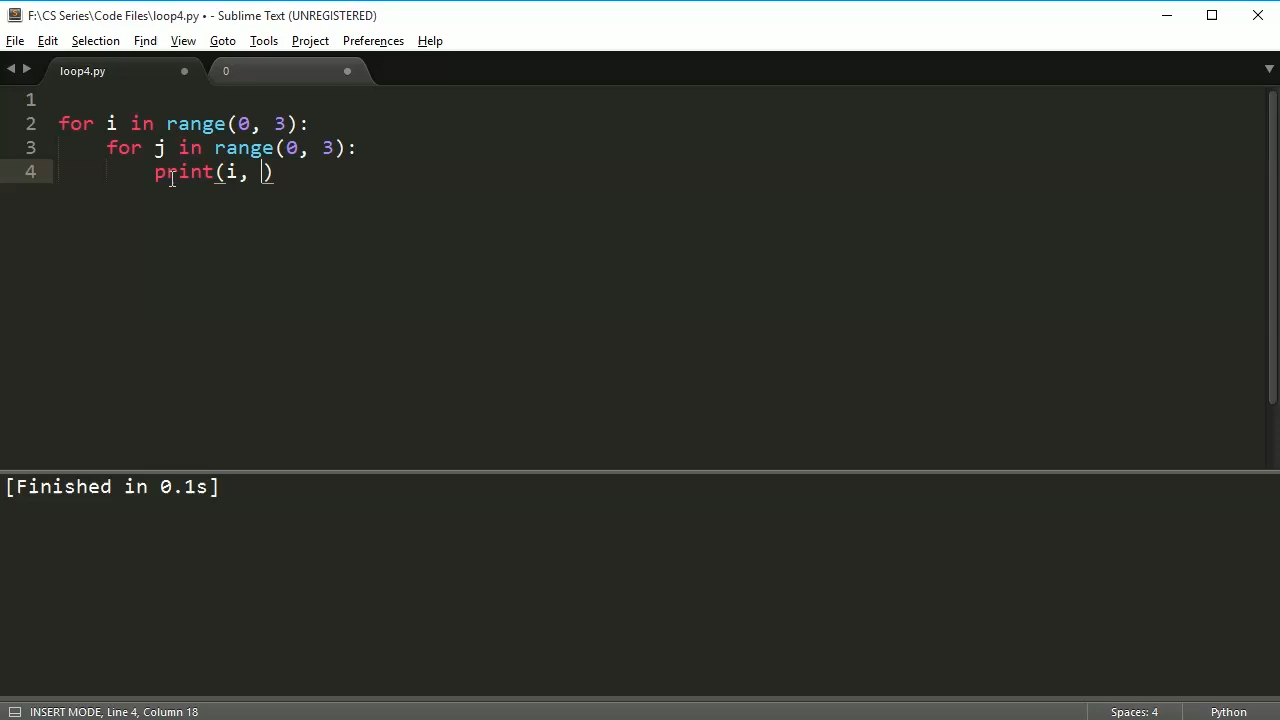 F:\CS Series\Code Files\loop4.py • - Sublime Text (UNREGISTERED)
File Edit Selection Find View Goto Tools Project Preferences Help
loop4.py 0
1
2 for i in range(0, 3):
3 for j in range(0, 3):
4 print(i, )
[Finished in 0.1s]
INSERT MODE, Line 4, Column 18 Spaces: 4 Python